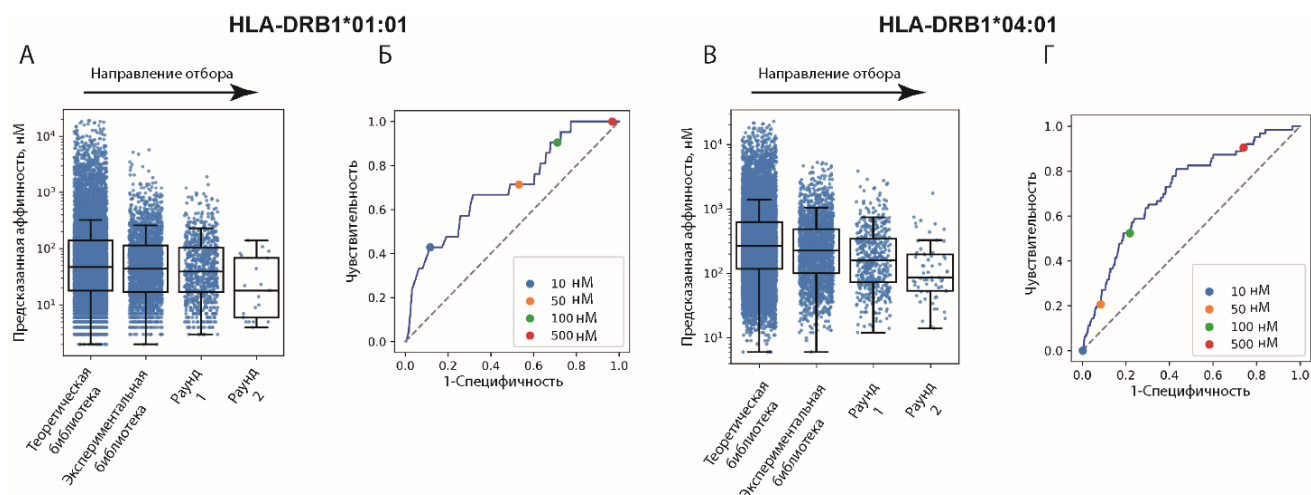 HLA-DRB1*01:01
HLA-DRB1*04:01
А
Направление отбора
Предсказанная аффинность, нМ
10⁴
10³
10²
10¹
Теоретическая
библиотека
Экспериментальная
библиотека
Раунд
1
Раунд
2
Б
Чувствительность
1.0
0.8
0.6
0.4
0.2
0.0
0.0 0.2 0.4 0.6 0.8 1.0
1-Специфичность
10 нМ
50 нМ
100 нМ
500 нМ
В
Направление отбора
Предсказанная аффинность, нМ
10⁴
10³
10²
10¹
Теоретическая
библиотека
Экспериментальная
библиотека
Раунд
1
Раунд
2
Г
Чувствительность
1.0
0.8
0.6
0.4
0.2
0.0
0.0 0.2 0.4 0.6 0.8 1.0
1-Специфичность
10 нМ
50 нМ
100 нМ
500 нМ